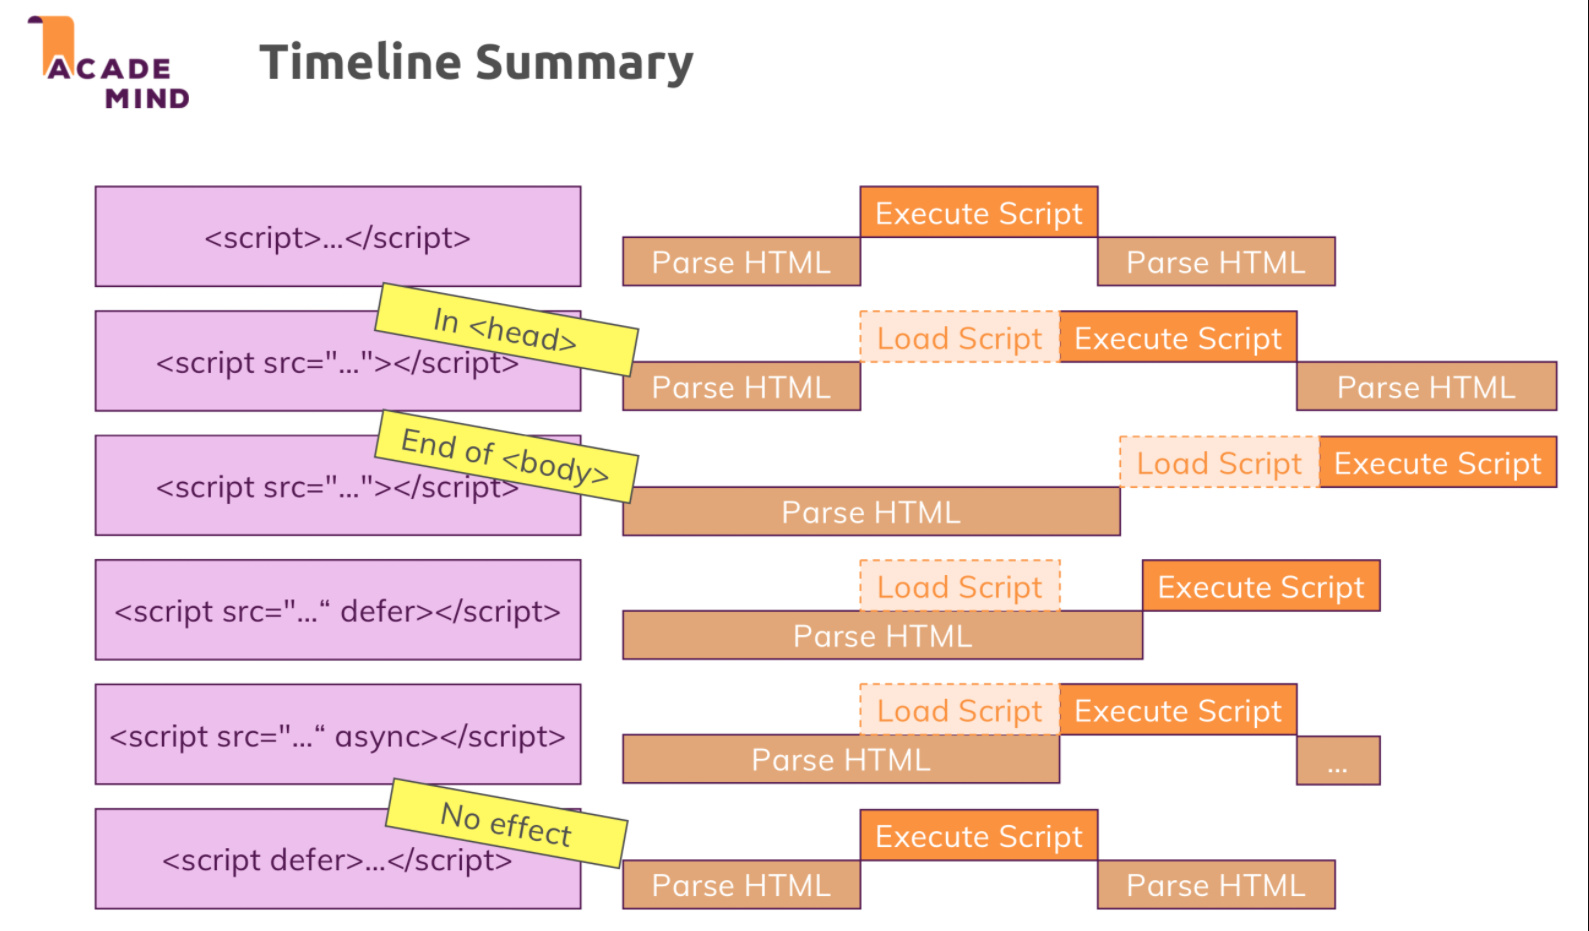 ACADE
MIND
Timeline Summary
<script>...</script>
Execute Script
Parse HTML
Parse HTML
In <head>
<script src="..."></script>
Load Script
Execute Script
Parse HTML
Parse HTML
End of <body>
<script src="..."></script>
Load Script
Execute Script
Parse HTML
<script src="...“ defer></script>
Load Script
Execute Script
Parse HTML
<script src="...“ async></script>
Load Script
Execute Script
Parse HTML
...
No effect
<script defer>...</script>
Execute Script
Parse HTML
Parse HTML